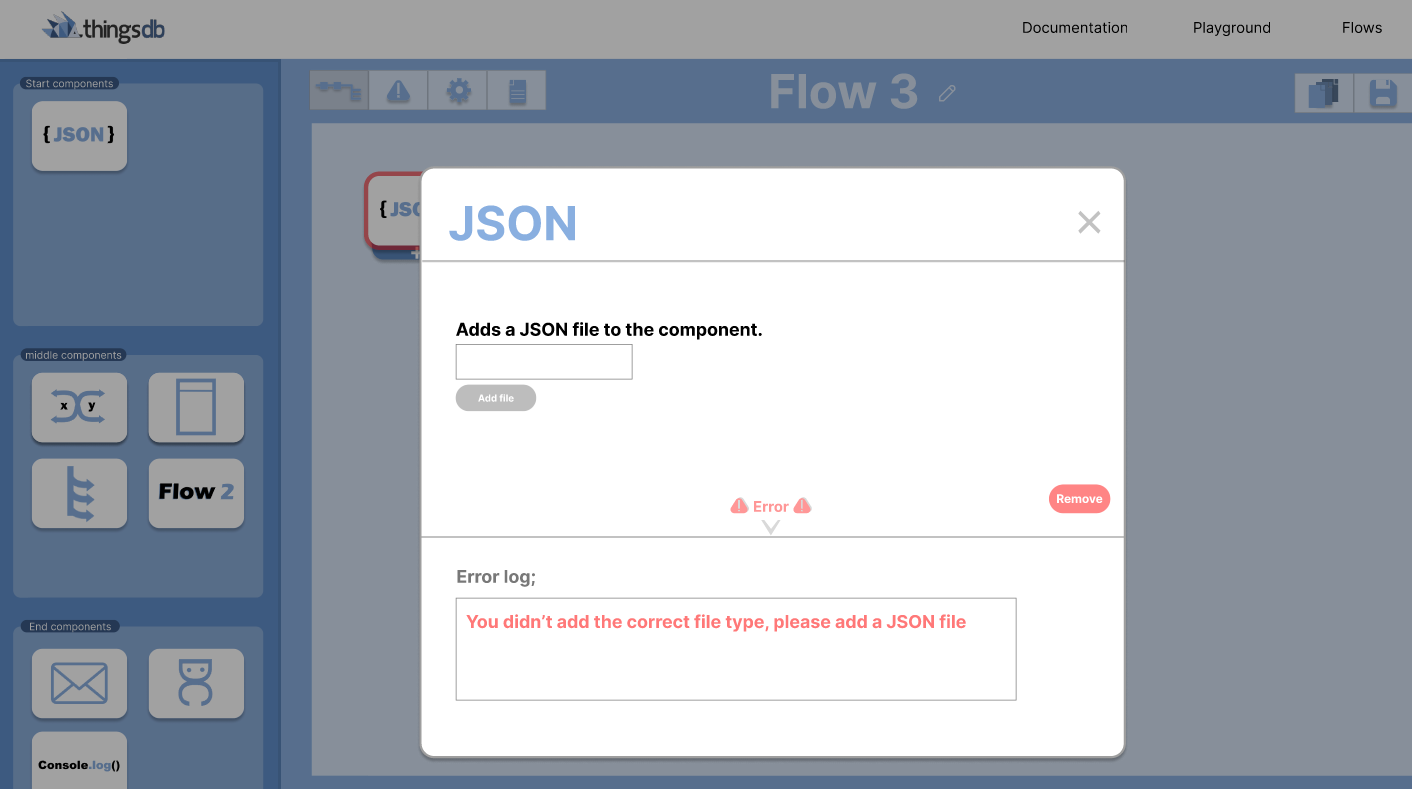 .thingsdb
Documentation
Playground
Flows
Start components
{JSON}
Flow 3
{JSO
+
JSON
Adds a JSON file to the component.
Add file
middle components
x y
Flow 2
Error
Remove
Error log;
You didn't add the correct file type, please add a JSON file
End components
Console.log()